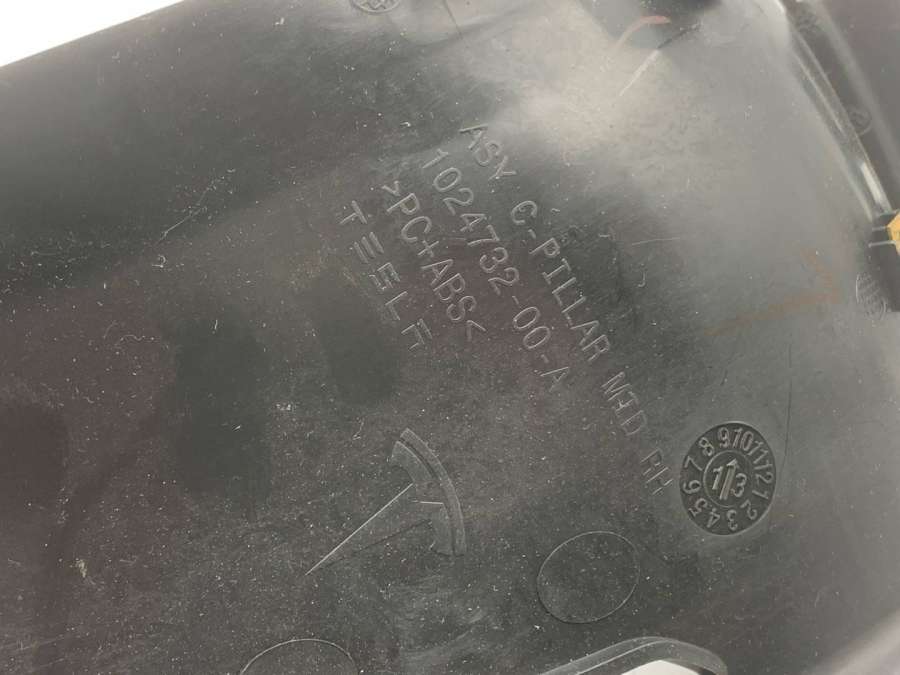 ASY C-PILLAR MID RH
1024732-00-A
>PC+ABS<
TESLA
1 2 3 4 5 6 7 8 9 10 11 12
13